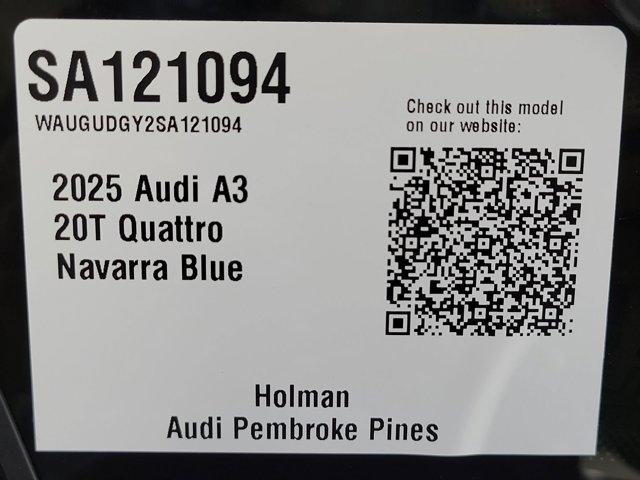 SA121094
WAUGUDGY2SA121094
Check out this model
on our website:
2025 Audi A3
20T Quattro
Navarra Blue
Holman
Audi Pembroke Pines